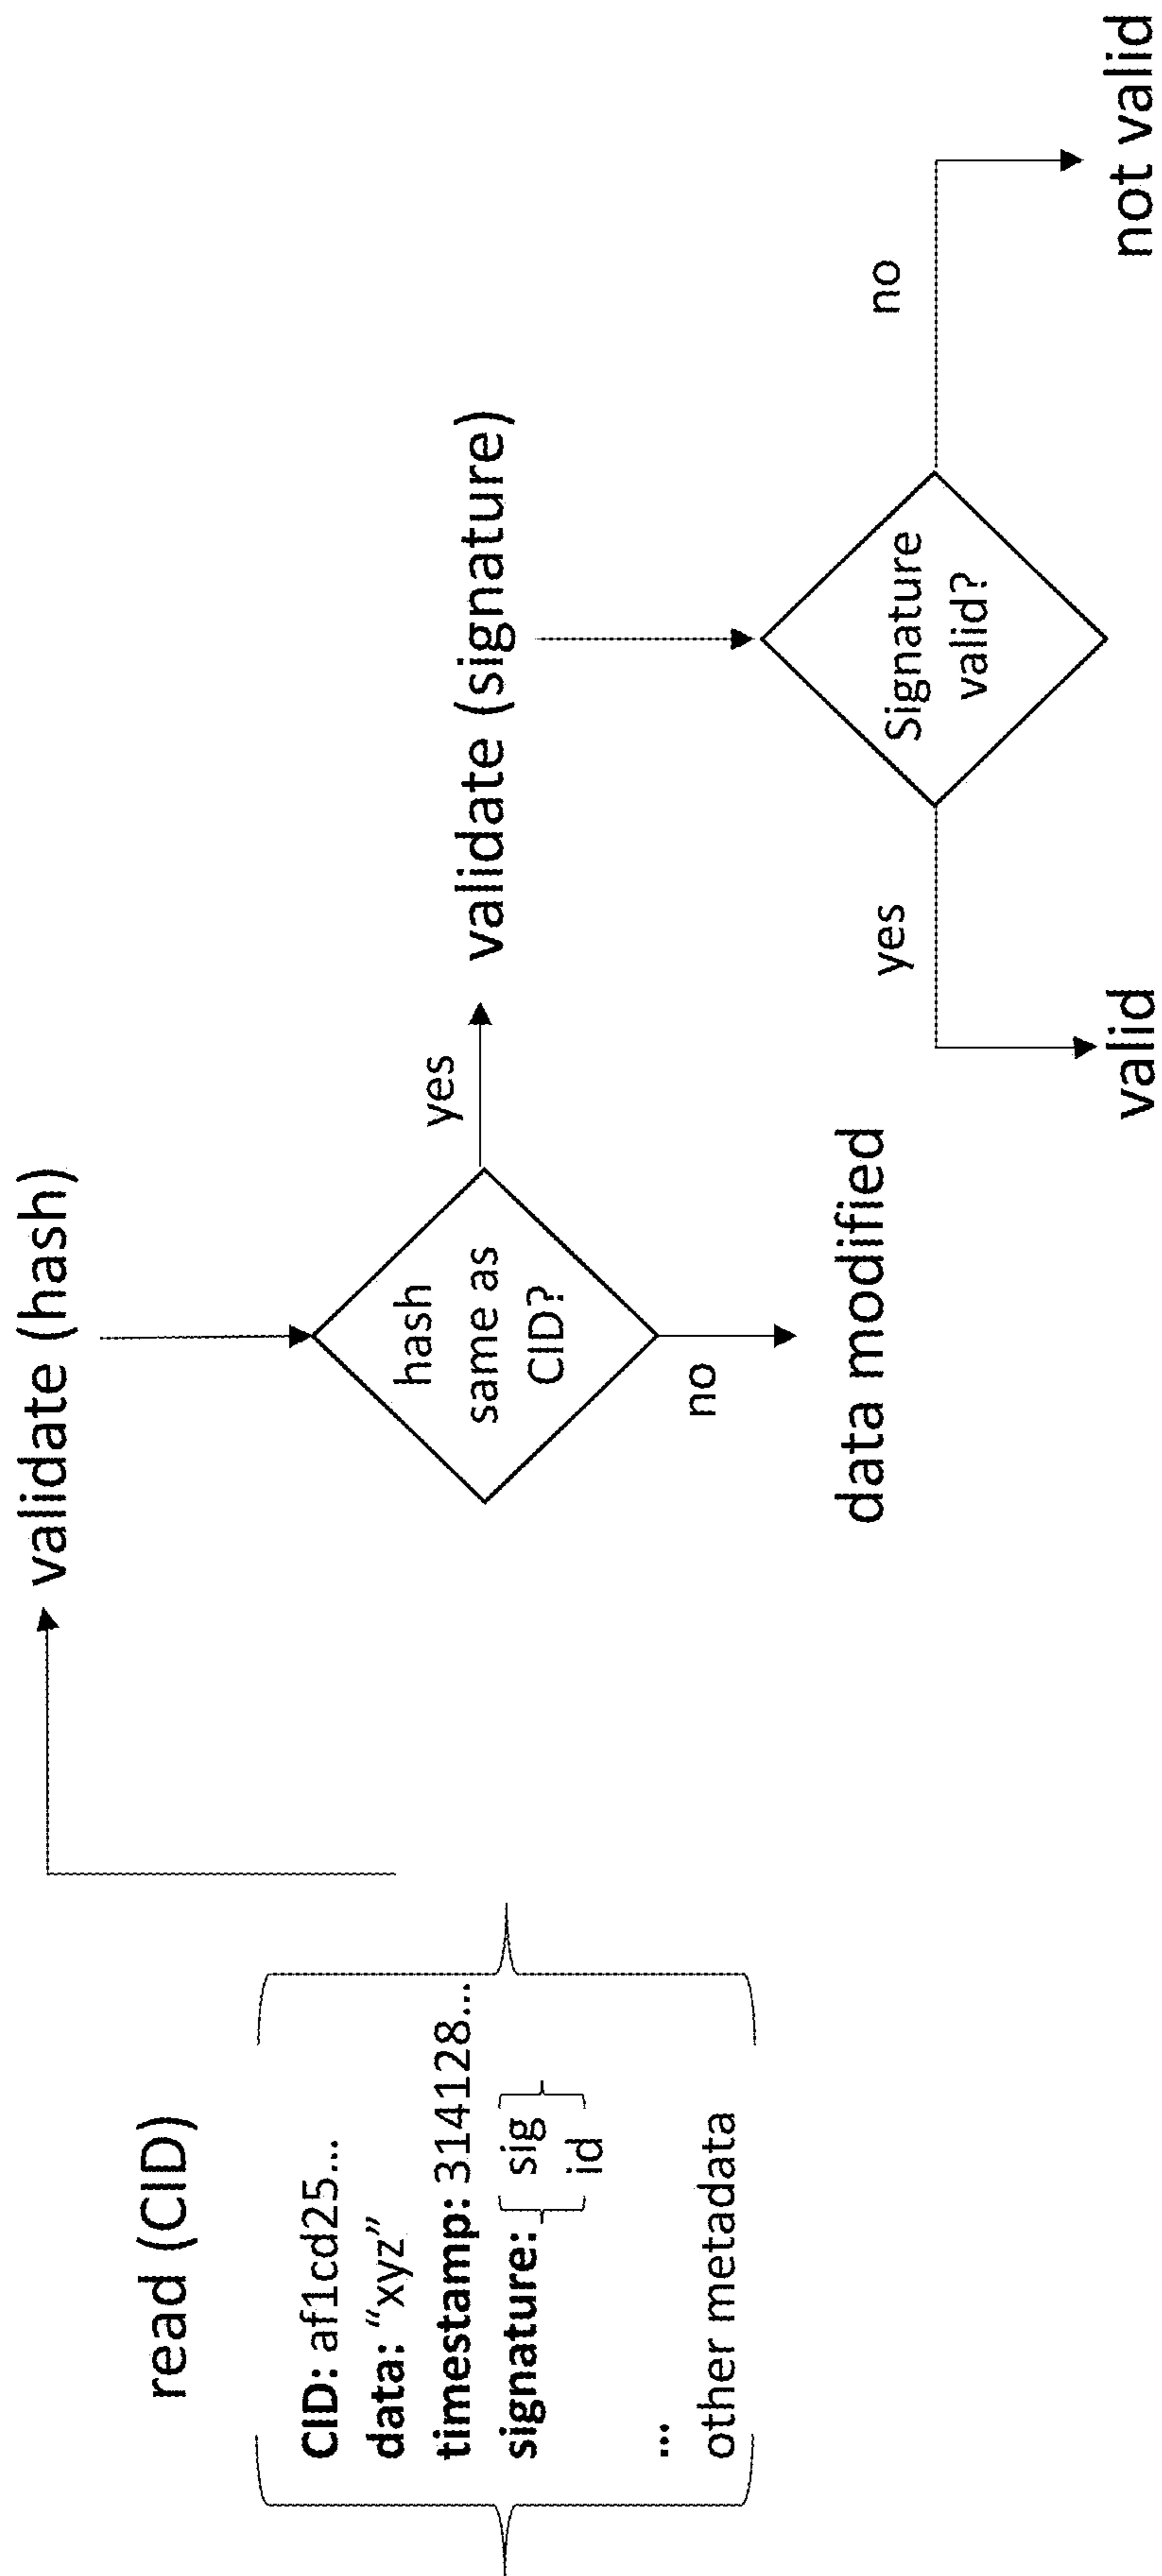 read (CID)
CID: af1cd25...
data: “xyz”
timestamp: 314128...
signature: { sig
id }
...
other metadata
validate (hash)
hash
same as
CID?
yes
no
data modified
validate (signature)
Signature
valid?
yes
no
valid
not valid